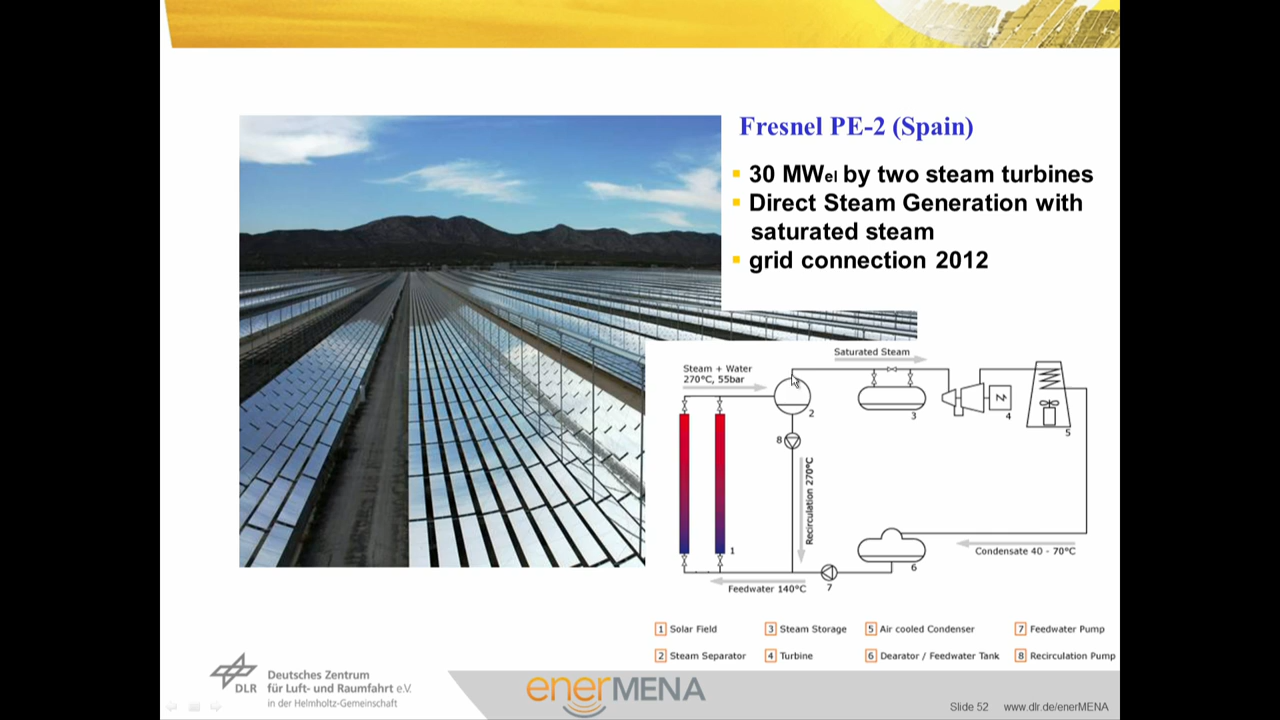 Fresnel PE-2 (Spain)
30 MWel by two steam turbines
Direct Steam Generation with
saturated steam
grid connection 2012
Saturated Steam
Steam + Water
270°C, 55bar
2
3
4
5
8
Recirculation 270°C
1
Condensate 40 - 70°C
6
Feedwater 140°C
7
1 Solar Field
3 Steam Storage
5 Air cooled Condenser
7 Feedwater Pump
2 Steam Separator
4 Turbine
6 Dearator / Feedwater Tank
8 Recirculation Pump
DLR
Deutsches Zentrum
für Luft- und Raumfahrt e.V.
in der Helmholtz-Gemeinschaft
enerMENA
Slide 52 www.dlr.de/enerMENA